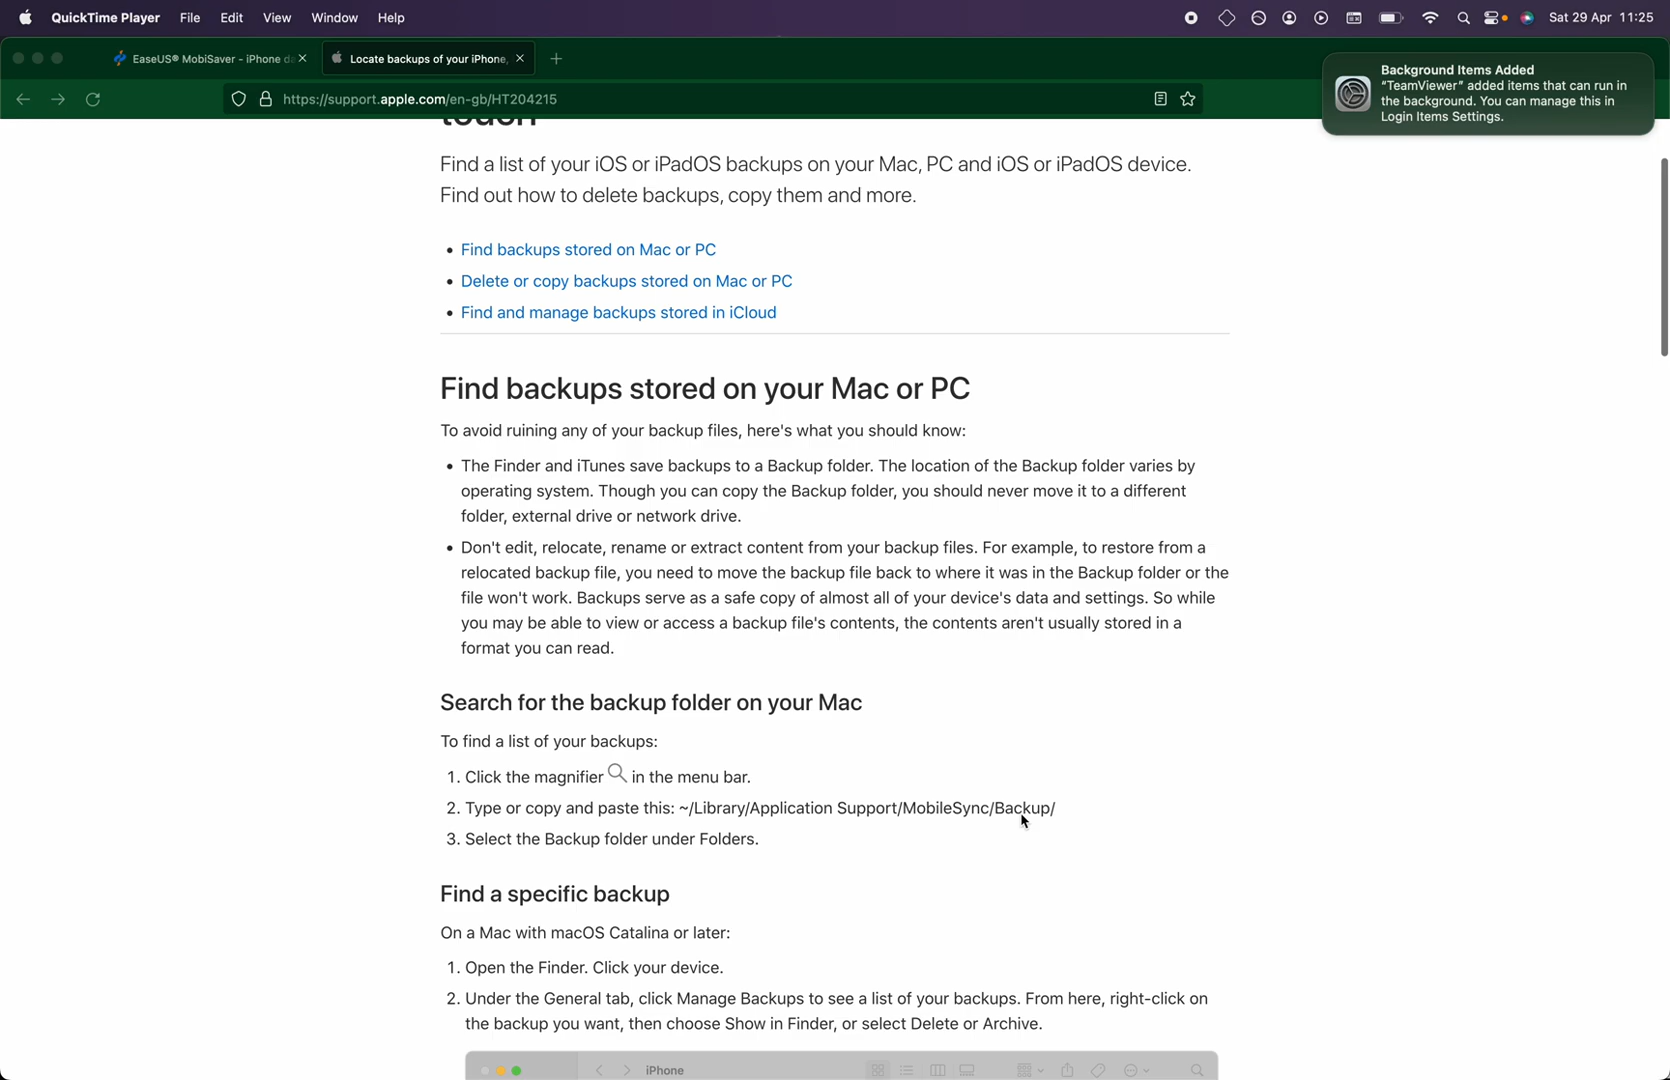 QuickTime Player File Edit View Window Help Sat 29 Apr 11:25
EaseUS® MobiSaver - iPhone da Locate backups of your iPhone,
https://support.apple.com/en-gb/HT204215
Background Items Added
"TeamViewer" added items that can run in
the background. You can manage this in
Login Items Settings.
touch
Find a list of your iOS or iPadOS backups on your Mac, PC and iOS or iPadOS device.
Find out how to delete backups, copy them and more.
• Find backups stored on Mac or PC
• Delete or copy backups stored on Mac or PC
• Find and manage backups stored in iCloud
Find backups stored on your Mac or PC
To avoid ruining any of your backup files, here's what you should know:
• The Finder and iTunes save backups to a Backup folder. The location of the Backup folder varies by
operating system. Though you can copy the Backup folder, you should never move it to a different
folder, external drive or network drive.
• Don't edit, relocate, rename or extract content from your backup files. For example, to restore from a
relocated backup file, you need to move the backup file back to where it was in the Backup folder or the
file won't work. Backups serve as a safe copy of almost all of your device's data and settings. So while
you may be able to view or access a backup file's contents, the contents aren't usually stored in a
format you can read.
Search for the backup folder on your Mac
To find a list of your backups:
1. Click the magnifier in the menu bar.
2. Type or copy and paste this: ~/Library/Application Support/MobileSync/Backup/
3. Select the Backup folder under Folders.
Find a specific backup
On a Mac with macOS Catalina or later:
1. Open the Finder. Click your device.
2. Under the General tab, click Manage Backups to see a list of your backups. From here, right-click on
the backup you want, then choose Show in Finder, or select Delete or Archive.
iPhone